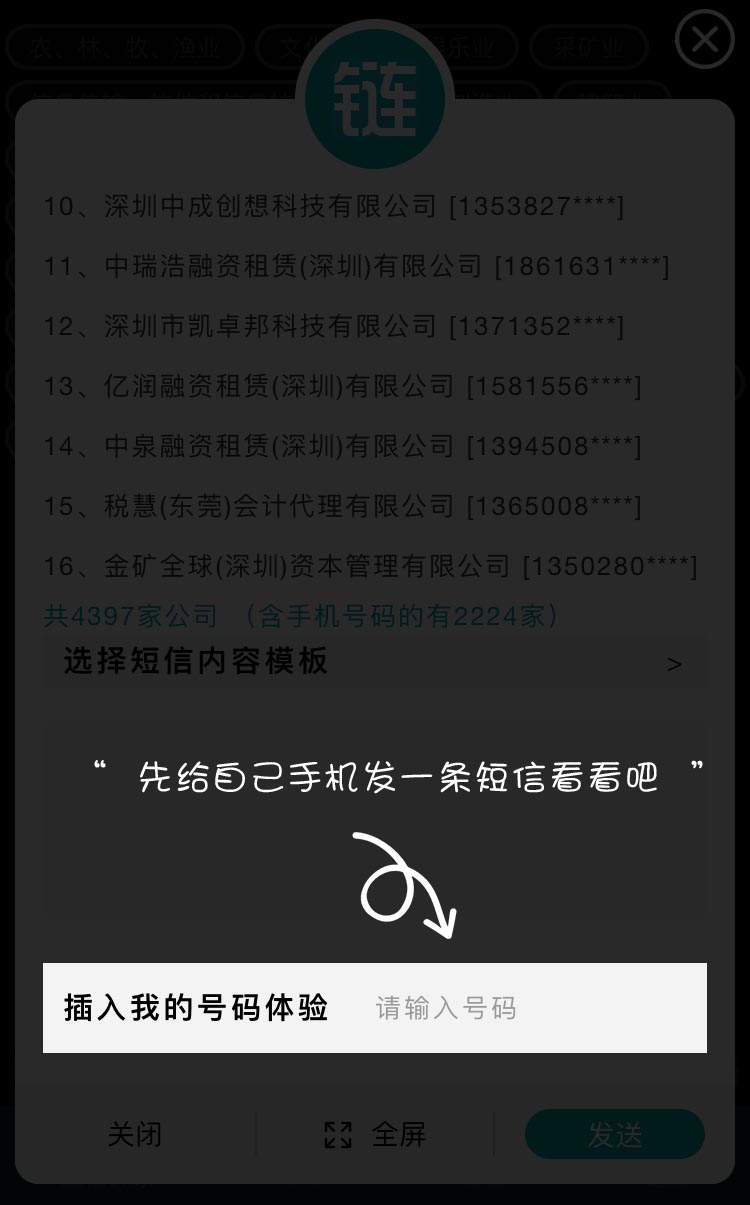 农、林、牧、渔业
采矿业
链
10、深圳中成创想科技有限公司 [1353827****]
11、中瑞浩融资租赁(深圳)有限公司 [1861631****]
12、深圳市凯卓邦科技有限公司 [1371352****]
13、亿润融资租赁(深圳)有限公司 [1581556****]
14、中泉融资租赁(深圳)有限公司 [1394508****]
15、税慧(东莞)会计代理有限公司 [1365008****]
16、金矿全球(深圳)资本管理有限公司 [1350280****]
共4397家公司 （含手机号码的有2224家）
选择短信内容模板 >
“ 先给自己手机发一条短信看看吧 ”
插入我的号码体验 请输入号码
关闭 全屏 发送